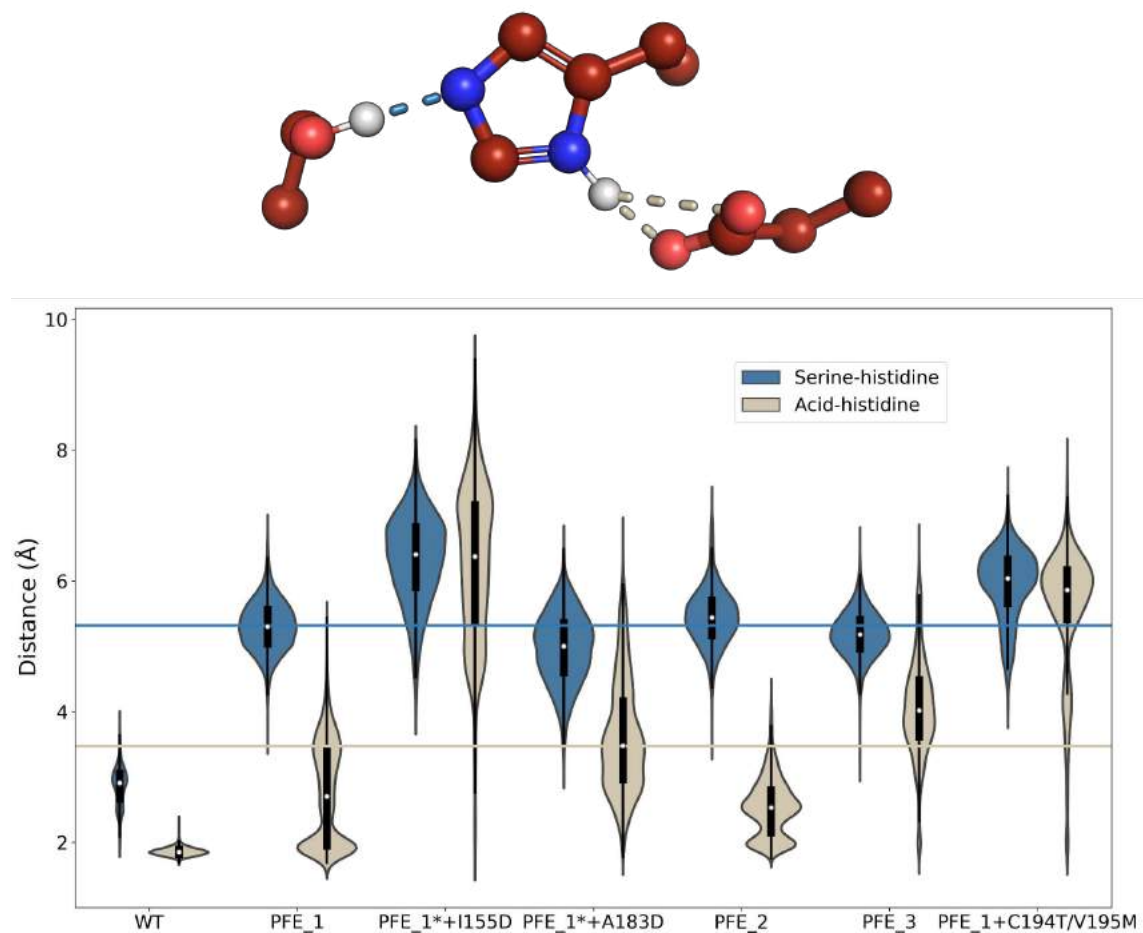 10
8
6
4
2
Distance (Å)
Serine-histidine
Acid-histidine
WT
PFE_1
PFE_1*+I155D
PFE_1*+A183D
PFE_2
PFE_3
PFE_1+C194T/V195M